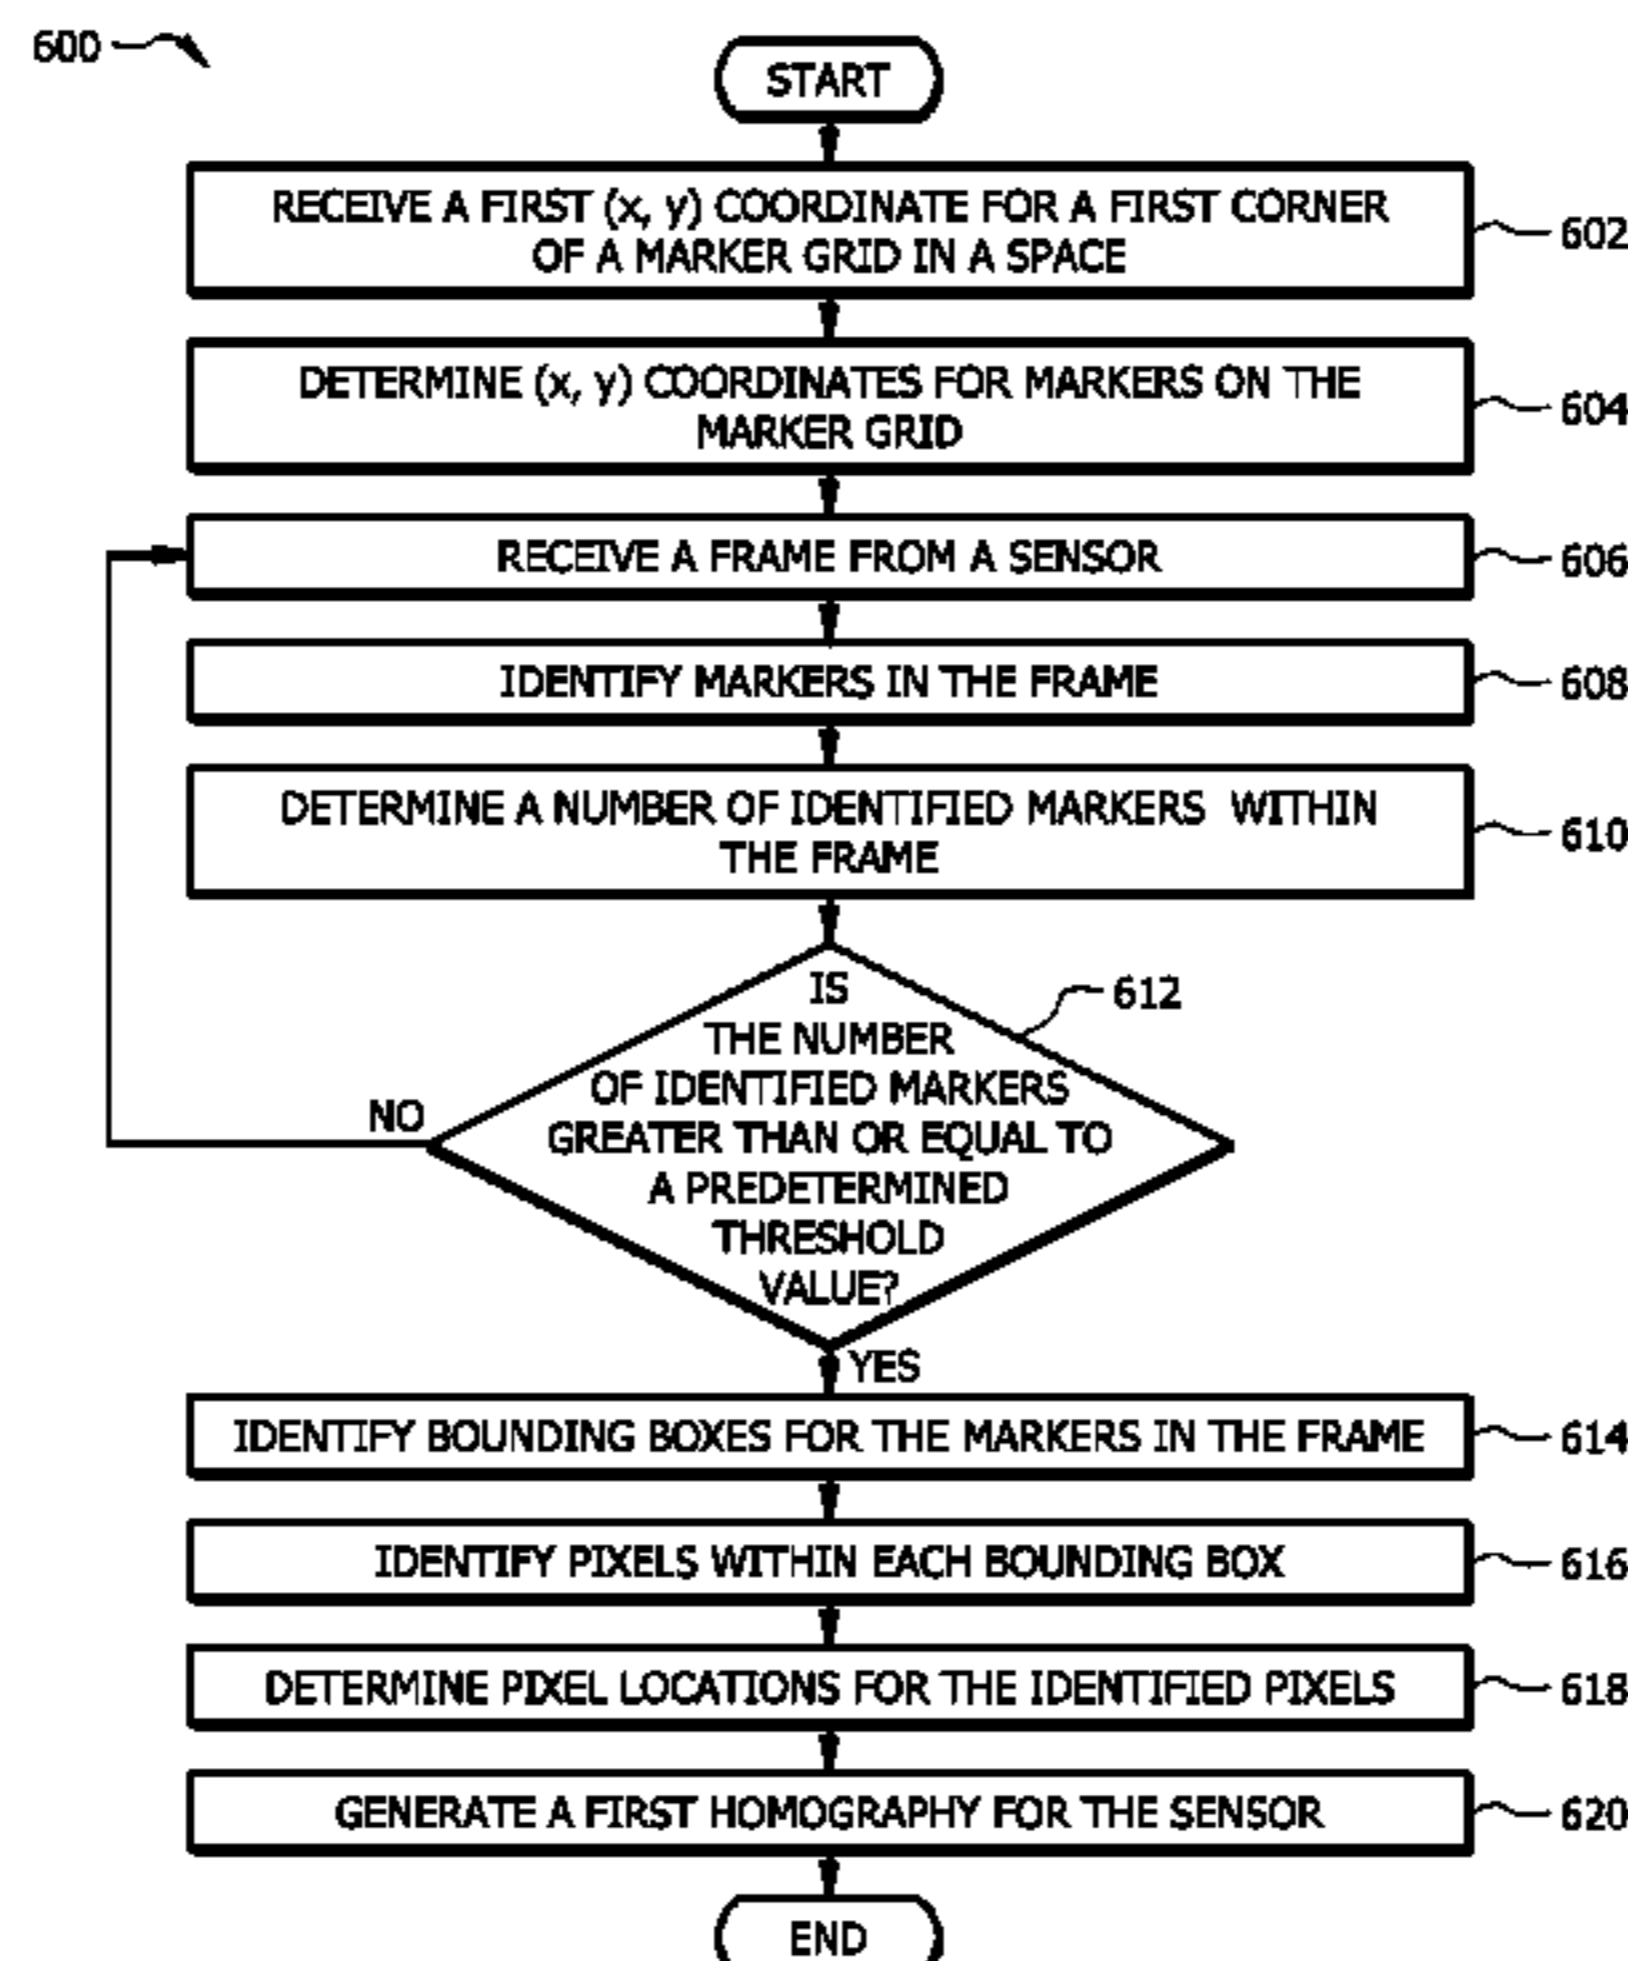 600
START
RECEIVE A FIRST (x, y) COORDINATE FOR A FIRST CORNER
OF A MARKER GRID IN A SPACE
602
DETERMINE (x, y) COORDINATES FOR MARKERS ON THE
MARKER GRID
604
RECEIVE A FRAME FROM A SENSOR
606
IDENTIFY MARKERS IN THE FRAME
608
DETERMINE A NUMBER OF IDENTIFIED MARKERS WITHIN
THE FRAME
610
IS
THE NUMBER
OF IDENTIFIED MARKERS
GREATER THAN OR EQUAL TO
A PREDETERMINED
THRESHOLD
VALUE?
612
NO
YES
IDENTIFY BOUNDING BOXES FOR THE MARKERS IN THE FRAME
614
IDENTIFY PIXELS WITHIN EACH BOUNDING BOX
616
DETERMINE PIXEL LOCATIONS FOR THE IDENTIFIED PIXELS
618
GENERATE A FIRST HOMOGRAPHY FOR THE SENSOR
620
END